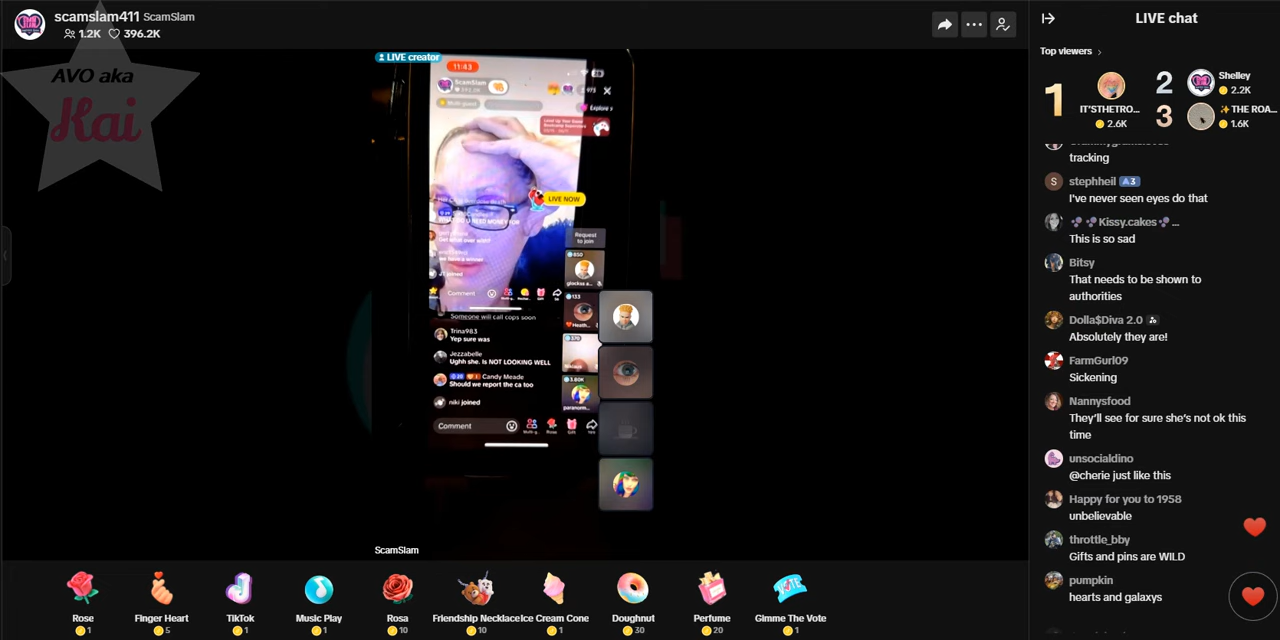 scamslam411 ScamSlam
1.2K 396.2K
AVO aka
Kai
LIVE creator
11:43
ScamSlam
Explore
LIVE NOW
Request
to join
Comment
Someone will call cops soon
Trina983
Yep sure was
Jezzabelle
Ughh she. Is NOT LOOKING WELL
Candy Meade
Should we report the ca too
niki joined
Comment
ScamSlam
Rose
1
Finger Heart
5
TikTok
1
Music Play
1
Rosa
10
Friendship Necklace
10
Ice Cream Cone
1
Doughnut
30
Perfume
20
Gimme The Vote
1
LIVE chat
Top viewers
1 IT'STHETRO...
2.6K
2 Shelley
2.2K
3 THE ROA...
1.6K
tracking
stephheil A3
I've never seen eyes do that
Kissy.cakes ...
This is so sad
Bitsy
That needs to be shown to
authorities
Dolla$Diva 2.0
Absolutely they are!
FarmGurl09
Sickening
Nannysfood
They'll see for sure she's not ok this
time
unsocialdino
@cherie just like this
Happy for you to 1958
unbelievable
throttle_bby
Gifts and pins are WILD
pumpkin
hearts and galaxys